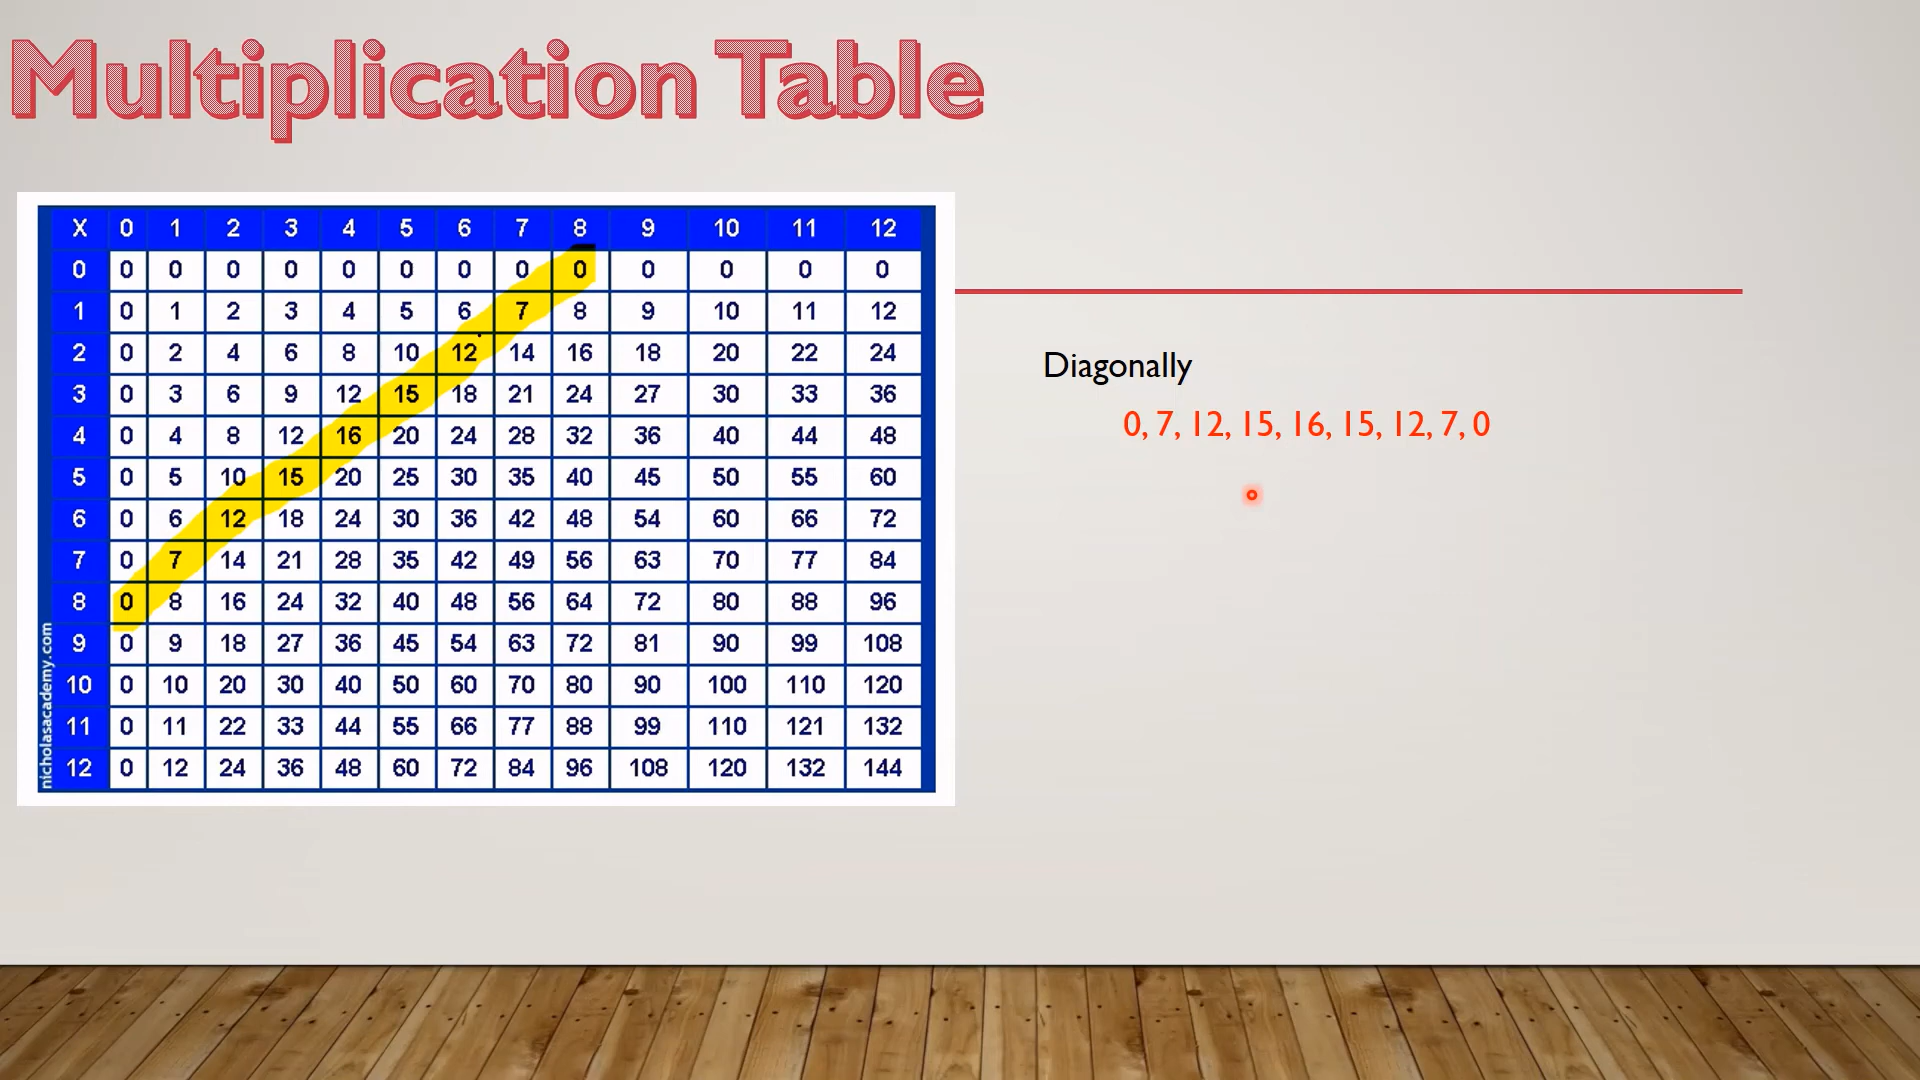 Multiplication Table
X 0 1 2 3 4 5 6 7 8 9 10 11 12
0 0 0 0 0 0 0 0 0 0 0 0 0 0
1 0 1 2 3 4 5 6 7 8 9 10 11 12
2 0 2 4 6 8 10 12 14 16 18 20 22 24
3 0 3 6 9 12 15 18 21 24 27 30 33 36
4 0 4 8 12 16 20 24 28 32 36 40 44 48
5 0 5 10 15 20 25 30 35 40 45 50 55 60
6 0 6 12 18 24 30 36 42 48 54 60 66 72
7 0 7 14 21 28 35 42 49 56 63 70 77 84
8 0 8 16 24 32 40 48 56 64 72 80 88 96
9 0 9 18 27 36 45 54 63 72 81 90 99 108
10 0 10 20 30 40 50 60 70 80 90 100 110 120
11 0 11 22 33 44 55 66 77 88 99 110 121 132
12 0 12 24 36 48 60 72 84 96 108 120 132 144
nicholasacademy.com
Diagonally
0, 7, 12, 15, 16, 15, 12, 7, 0